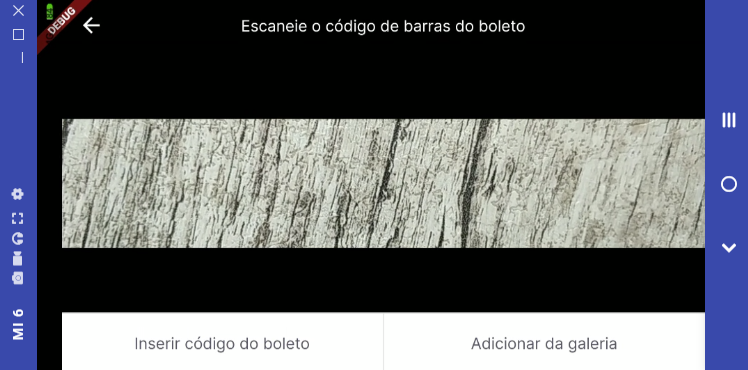 DEBUG
Escaneie o código de barras do boleto
MI 6
Inserir código do boleto
Adicionar da galeria